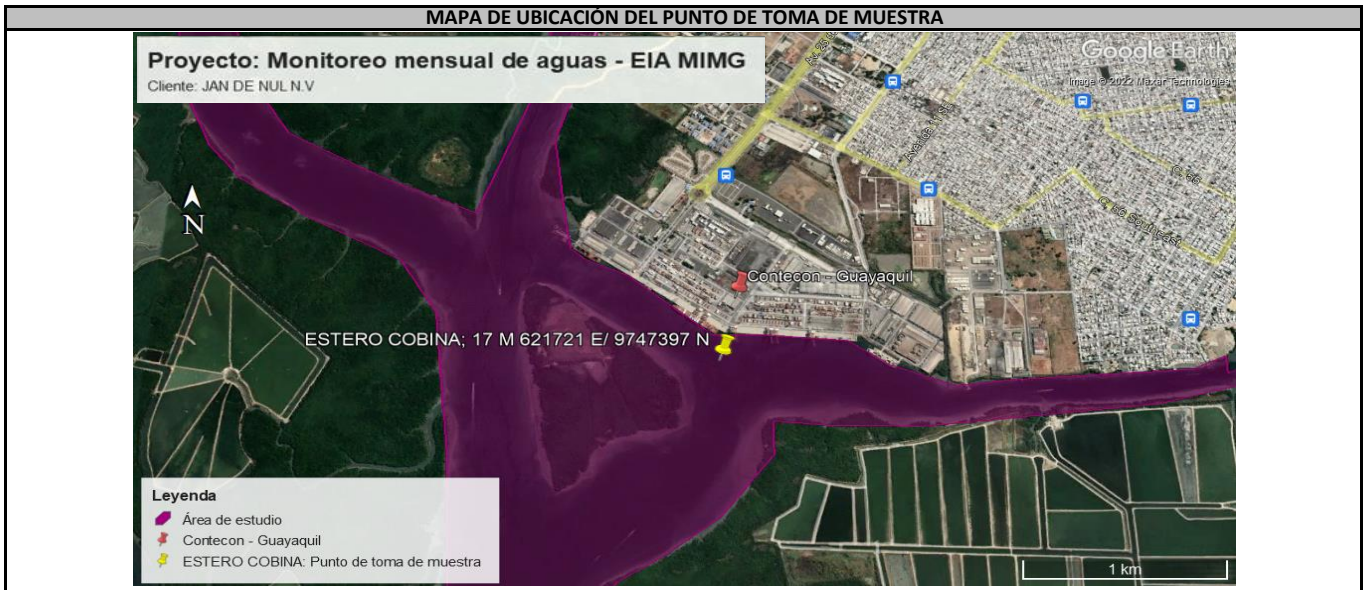 MAPA DE UBICACIÓN DEL PUNTO DE TOMA DE MUESTRA
Proyecto: Monitoreo mensual de aguas - EIA MIMG
Cliente: JAN DE NUL N.V
Google Earth
Image © 2022 Maxar Technologies
N
Contecon - Guayaquil
ESTERO COBINA; 17 M 621721 E/ 9747397 N
Leyenda
Área de estudio
Contecon - Guayaquil
ESTERO COBINA: Punto de toma de muestra
1 km